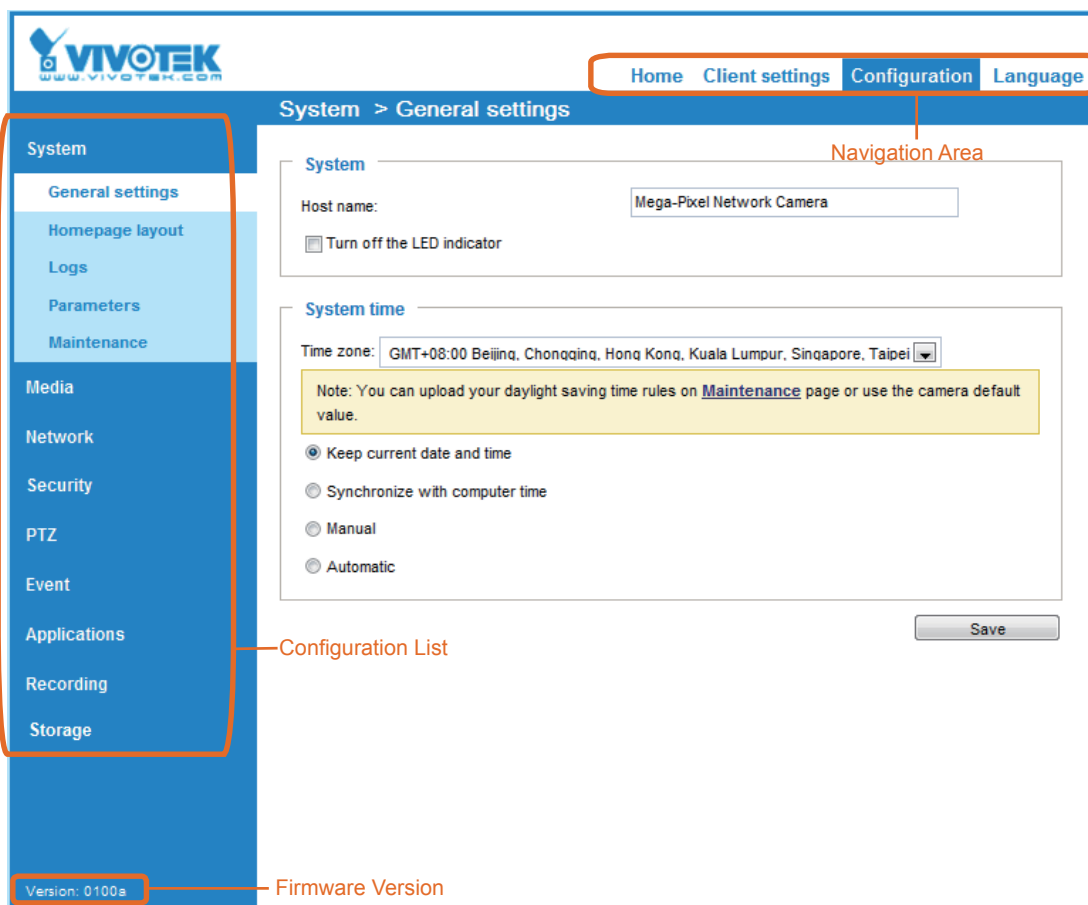 VIVOTEK
www.vivotek.com
Home Client settings Configuration Language
System > General settings
Navigation Area
System
General settings
Homepage layout
Logs
Parameters
Maintenance
Media
Network
Security
PTZ
Event
Applications
Recording
Storage
Version: 0100a
Configuration List
Firmware Version
System
Host name: Mega-Pixel Network Camera
Turn off the LED indicator
System time
Time zone: GMT+08:00 Beijing, Chongqing, Hong Kong, Kuala Lumpur, Singapore, Taipei
Note: You can upload your daylight saving time rules on Maintenance page or use the camera default
value.
Keep current date and time
Synchronize with computer time
Manual
Automatic
Save